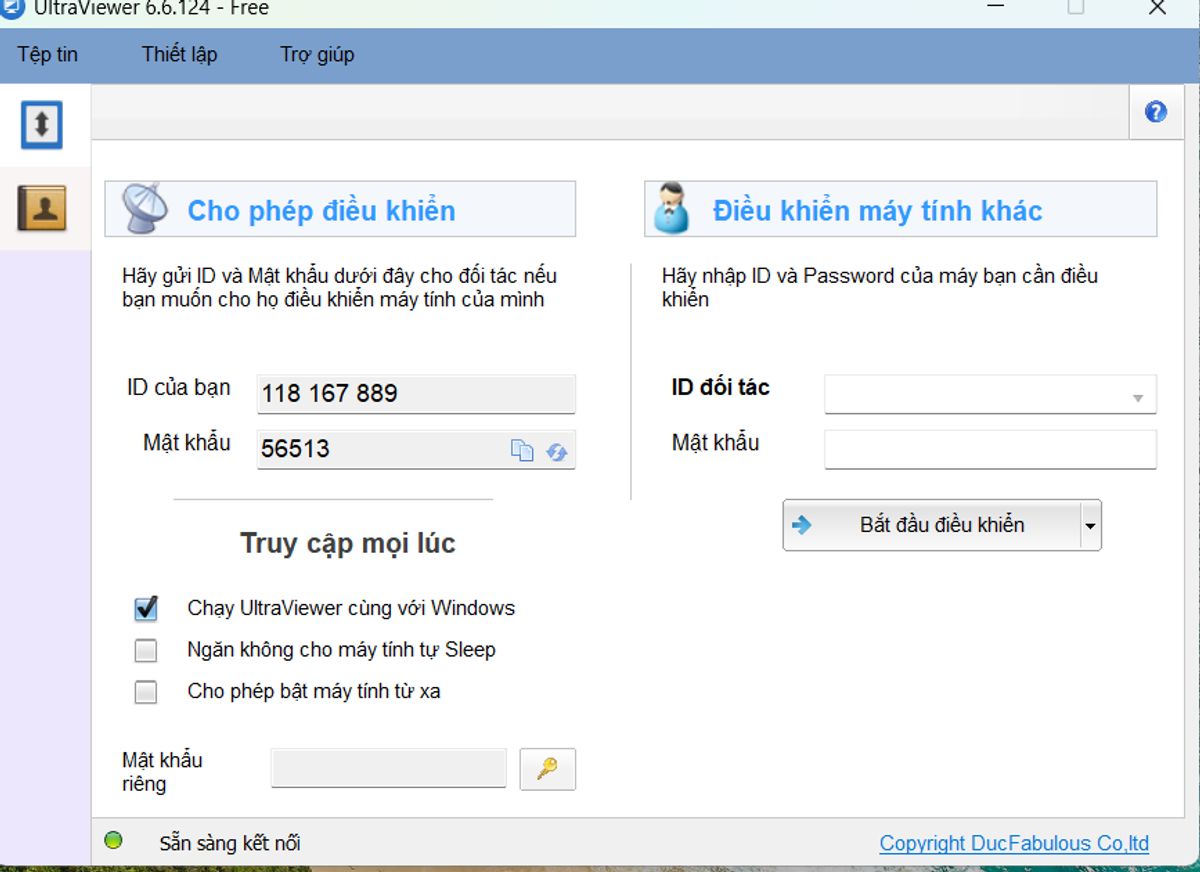 UltraViewer 6.6.124 - Free
Tệp tin Thiết lập Trợ giúp
Cho phép điều khiển
Hãy gửi ID và Mật khẩu dưới đây cho đối tác nếu
bạn muốn cho họ điều khiển máy tính của mình
ID của bạn 118 167 889
Mật khẩu 56513
Truy cập mọi lúc
Chạy UltraViewer cùng với Windows
Ngăn không cho máy tính tự Sleep
Cho phép bật máy tính từ xa
Mật khẩu
riêng
Điều khiển máy tính khác
Hãy nhập ID và Password của máy bạn cần điều
khiển
ID đối tác
Mật khẩu
Bắt đầu điều khiển
Sẵn sàng kết nối
Copyright DucFabulous Co,ltd